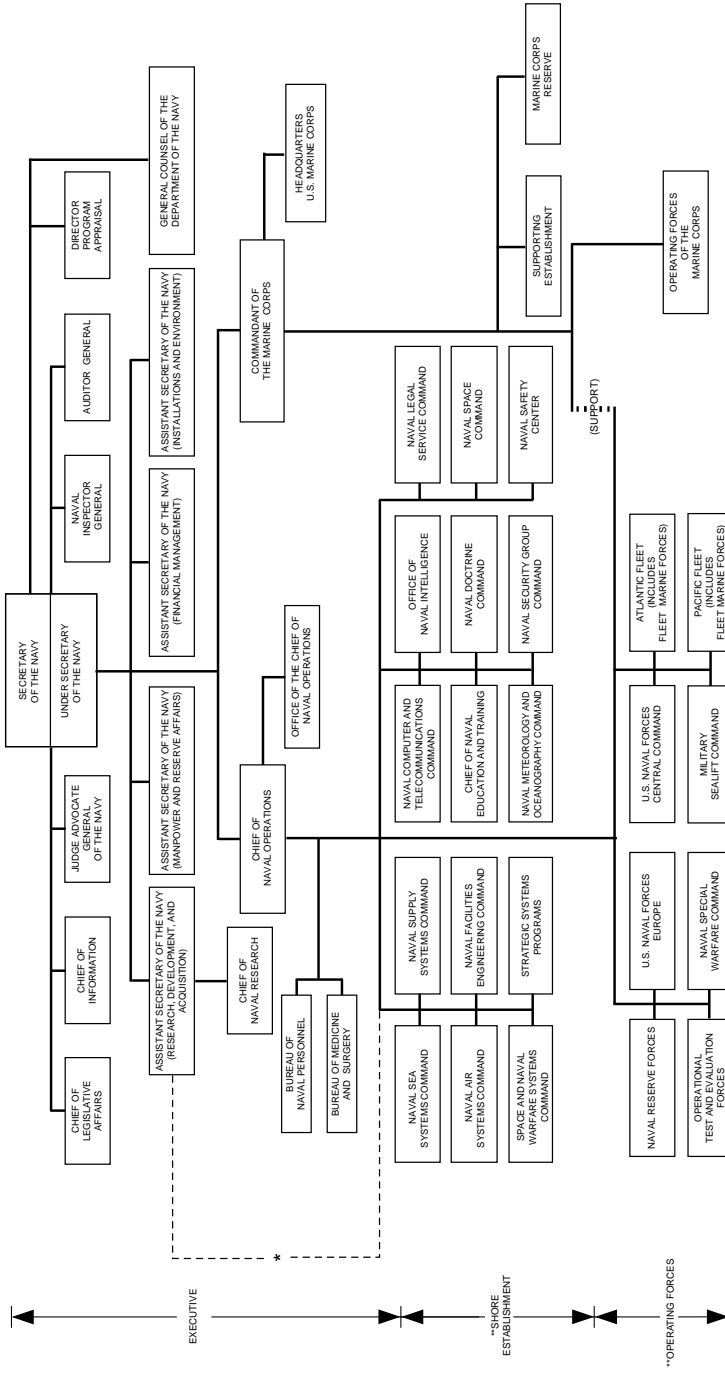 SECRETARY
OF THE NAVY
UNDER SECRETARY
OF THE NAVY
CHIEF OF
LEGISLATIVE
AFFAIRS
CHIEF OF
INFORMATION
JUDGE ADVOCATE
GENERAL
OF THE NAVY
NAVAL
INSPECTOR
GENERAL
AUDITOR GENERAL
DIRECTOR
PROGRAM
APPRAISAL
ASSISTANT SECRETARY OF THE NAVY
(RESEARCH, DEVELOPMENT, AND
ACQUISITION)
ASSISTANT SECRETARY OF THE NAVY
(MANPOWER AND RESERVE AFFAIRS)
ASSISTANT SECRETARY OF THE NAVY
(FINANCIAL MANAGEMENT)
ASSISTANT SECRETARY OF THE NAVY
(INSTALLATIONS AND ENVIRONMENT)
GENERAL COUNSEL OF THE
DEPARTMENT OF THE NAVY
EXECUTIVE
*
CHIEF OF
NAVAL RESEARCH
CHIEF OF
NAVAL OPERATIONS
OFFICE OF THE CHIEF OF
NAVAL OPERATIONS
COMMANDANT OF
THE MARINE CORPS
HEADQUARTERS
U.S. MARINE CORPS
BUREAU OF
NAVAL PERSONNEL
BUREAU OF MEDICINE
AND SURGERY
**SHORE
ESTABLISHMENT
NAVAL SEA
SYSTEMS COMMAND
NAVAL SUPPLY
SYSTEMS COMMAND
NAVAL COMPUTER AND
TELECOMMUNICATIONS
COMMAND
OFFICE OF
NAVAL INTELLIGENCE
NAVAL LEGAL
SERVICE COMMAND
NAVAL AIR
SYSTEMS COMMAND
NAVAL FACILITIES
ENGINEERING COMMAND
CHIEF OF NAVAL
EDUCATION AND TRAINING
NAVAL DOCTRINE
COMMAND
NAVAL SPACE
COMMAND
SPACE AND NAVAL
WARFARE SYSTEMS
COMMAND
STRATEGIC SYSTEMS
PROGRAMS
NAVAL METEOROLOGY AND
OCEANOGRAPHY COMMAND
NAVAL SECURITY GROUP
COMMAND
NAVAL SAFETY
CENTER
SUPPORTING
ESTABLISHMENT
MARINE CORPS
RESERVE
(SUPPORT)
**OPERATING FORCES
NAVAL RESERVE FORCES
U.S. NAVAL FORCES
EUROPE
U.S. NAVAL FORCES
CENTRAL COMMAND
ATLANTIC FLEET
(INCLUDES
FLEET MARINE FORCES)
OPERATING FORCES
OF THE
MARINE CORPS
OPERATIONAL
TEST AND EVALUATION
FORCES
NAVAL SPECIAL
WARFARE COMMAND
MILITARY
SEALIFT COMMAND
PACIFIC FLEET
(INCLUDES
FLEET MARINE FORCES)